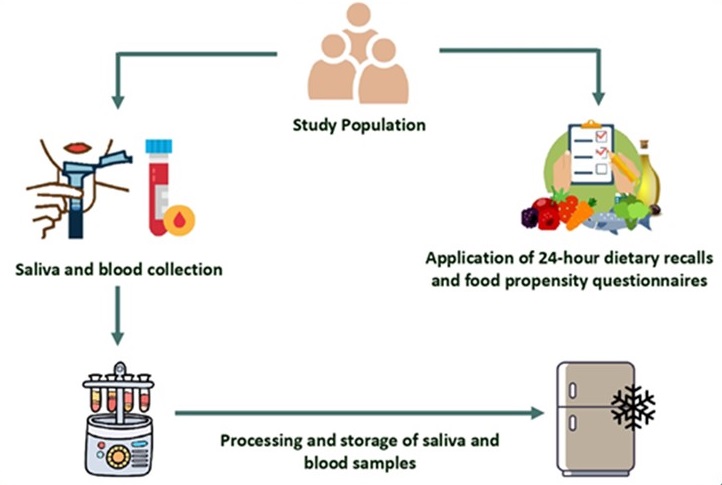 Study Population
Saliva and blood collection
Application of 24-hour dietary recalls
and food propensity questionnaires
Processing and storage of saliva and
blood samples